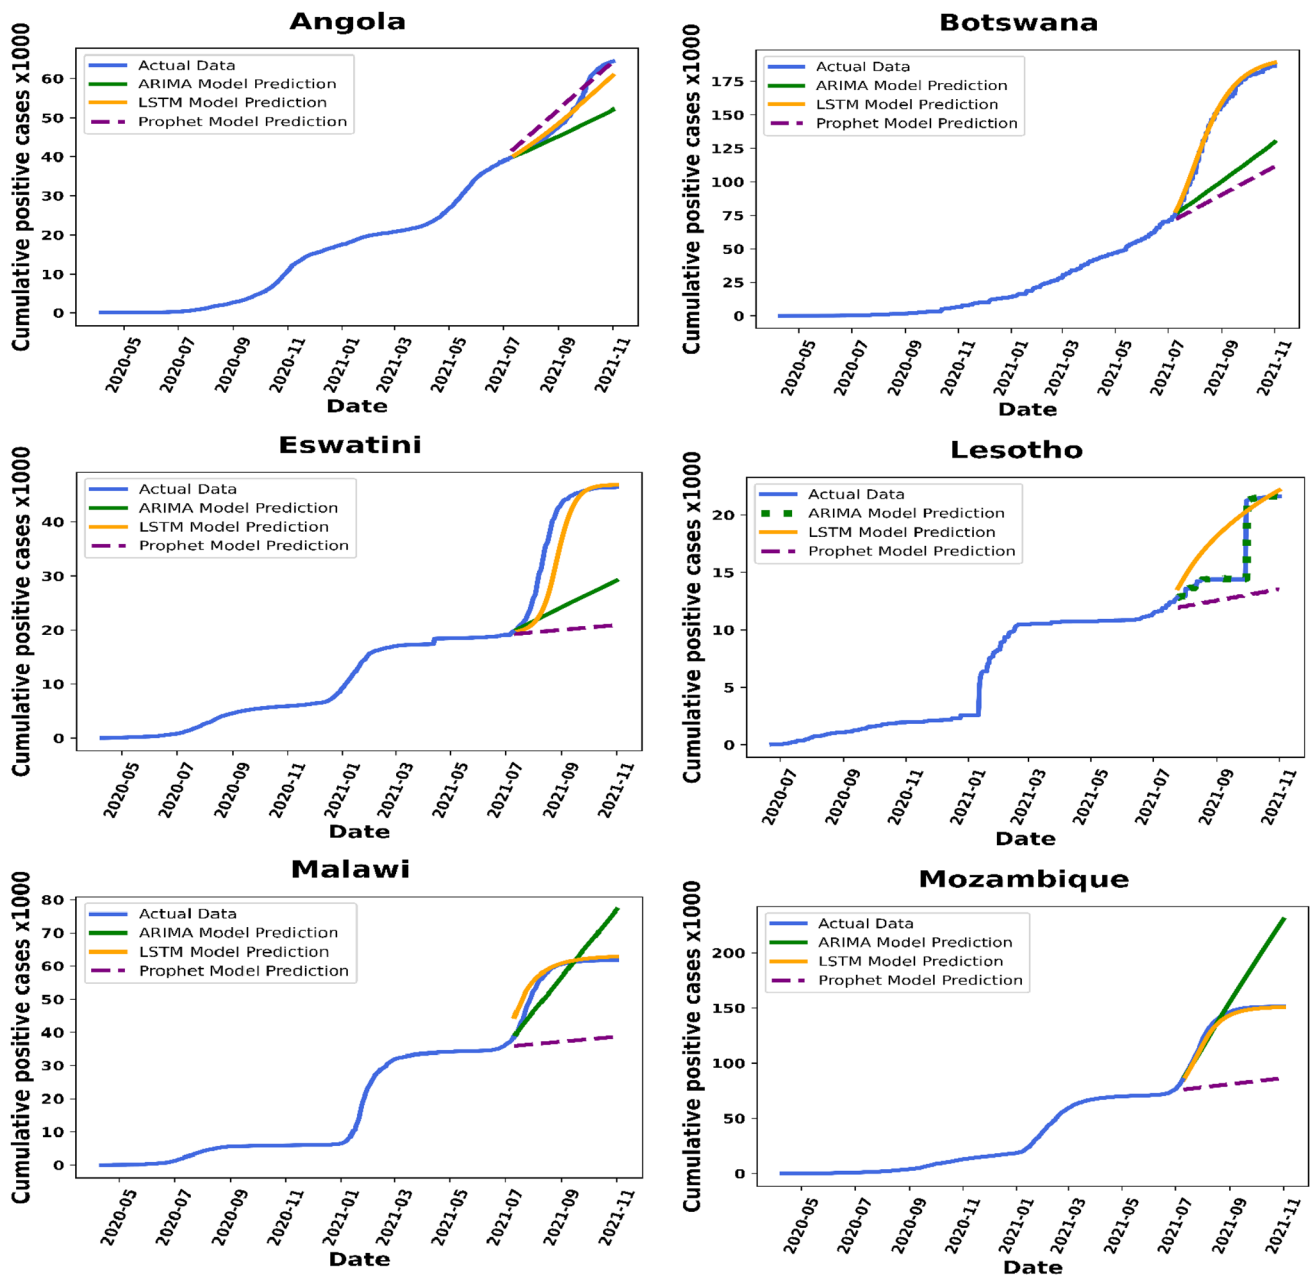 Angola
Cumulative positive cases x1000
60
50
40
30
20
10
0
Actual Data
ARIMA Model Prediction
LSTM Model Prediction
Prophet Model Prediction
2020-05
2020-07
2020-09
2020-11
2021-01
2021-03
2021-05
2021-07
2021-09
2021-11
Date
Botswana
Cumulative positive cases x1000
175
150
125
100
75
50
25
0
Actual Data
ARIMA Model Prediction
LSTM Model Prediction
Prophet Model Prediction
2020-05
2020-07
2020-09
2020-11
2021-01
2021-03
2021-05
2021-07
2021-09
2021-11
Date
Eswatini
Cumulative positive cases x1000
40
30
20
10
0
Actual Data
ARIMA Model Prediction
LSTM Model Prediction
Prophet Model Prediction
2020-05
2020-07
2020-09
2020-11
2021-01
2021-03
2021-05
2021-07
2021-09
2021-11
Date
Lesotho
Cumulative positive cases x1000
20
15
10
5
0
Actual Data
ARIMA Model Prediction
LSTM Model Prediction
Prophet Model Prediction
2020-07
2020-09
2020-11
2021-01
2021-03
2021-05
2021-07
2021-09
2021-11
Date
Malawi
Cumulative positive cases x1000
80
70
60
50
40
30
20
10
0
Actual Data
ARIMA Model Prediction
LSTM Model Prediction
Prophet Model Prediction
2020-05
2020-07
2020-09
2020-11
2021-01
2021-03
2021-05
2021-07
2021-09
2021-11
Date
Mozambique
Cumulative positive cases x1000
200
150
100
50
0
Actual Data
ARIMA Model Prediction
LSTM Model Prediction
Prophet Model Prediction
2020-05
2020-07
2020-09
2020-11
2021-01
2021-03
2021-05
2021-07
2021-09
2021-11
Date